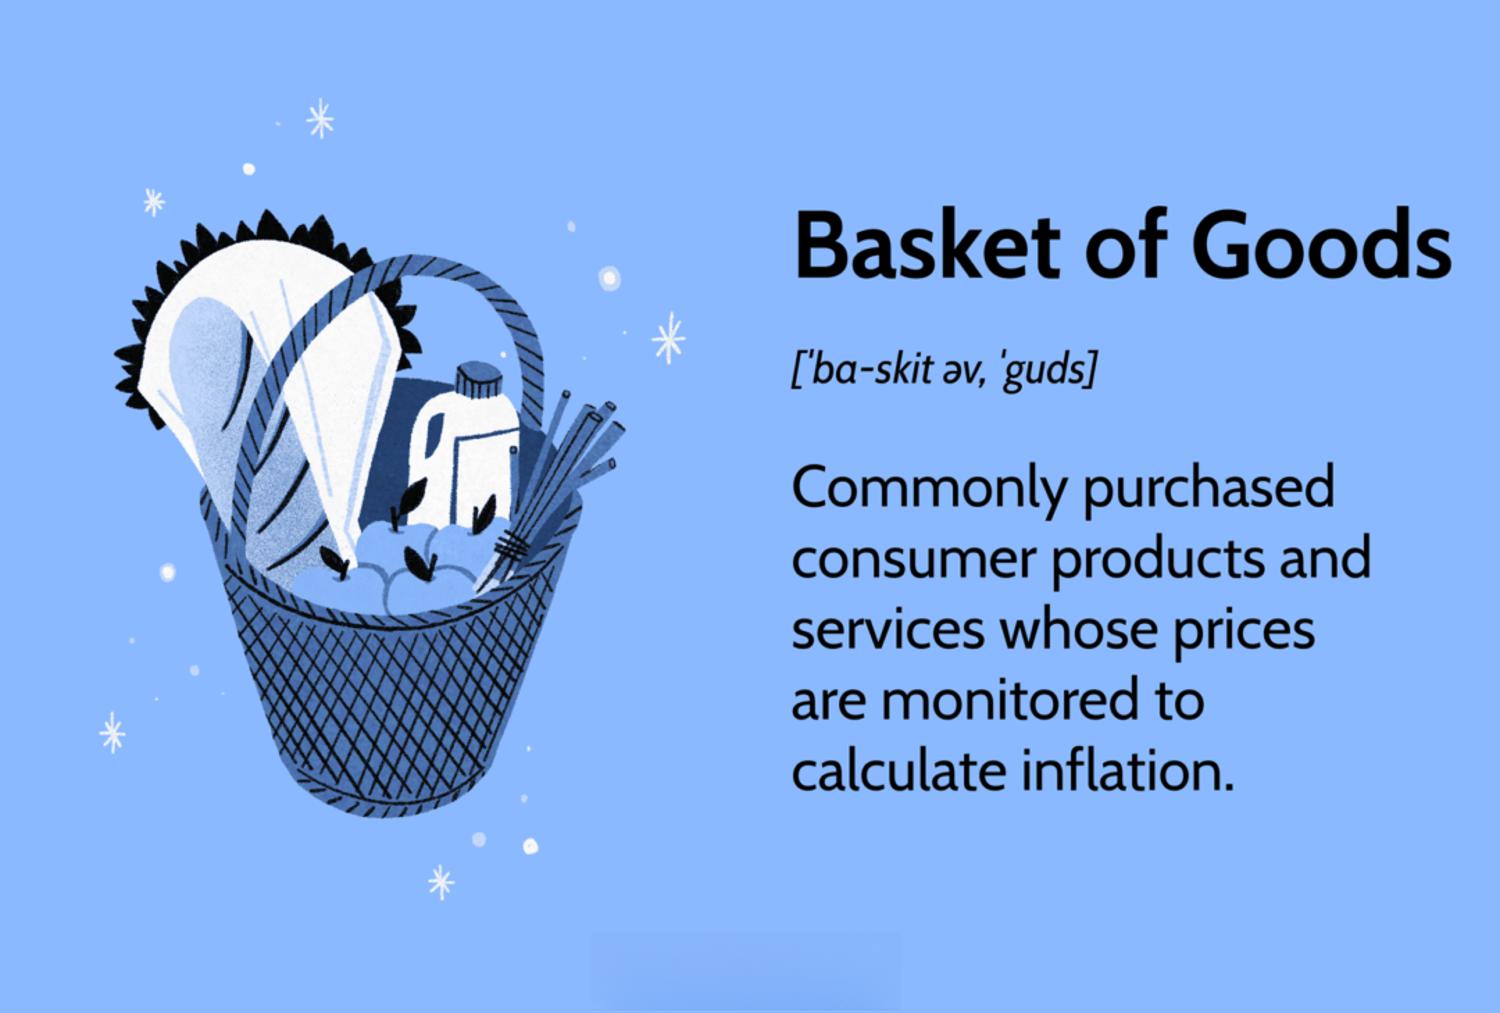 Basket of Goods
[ˈba-skit əv, ˈguds]
Commonly purchased
consumer products and
services whose prices
are monitored to
calculate inflation.